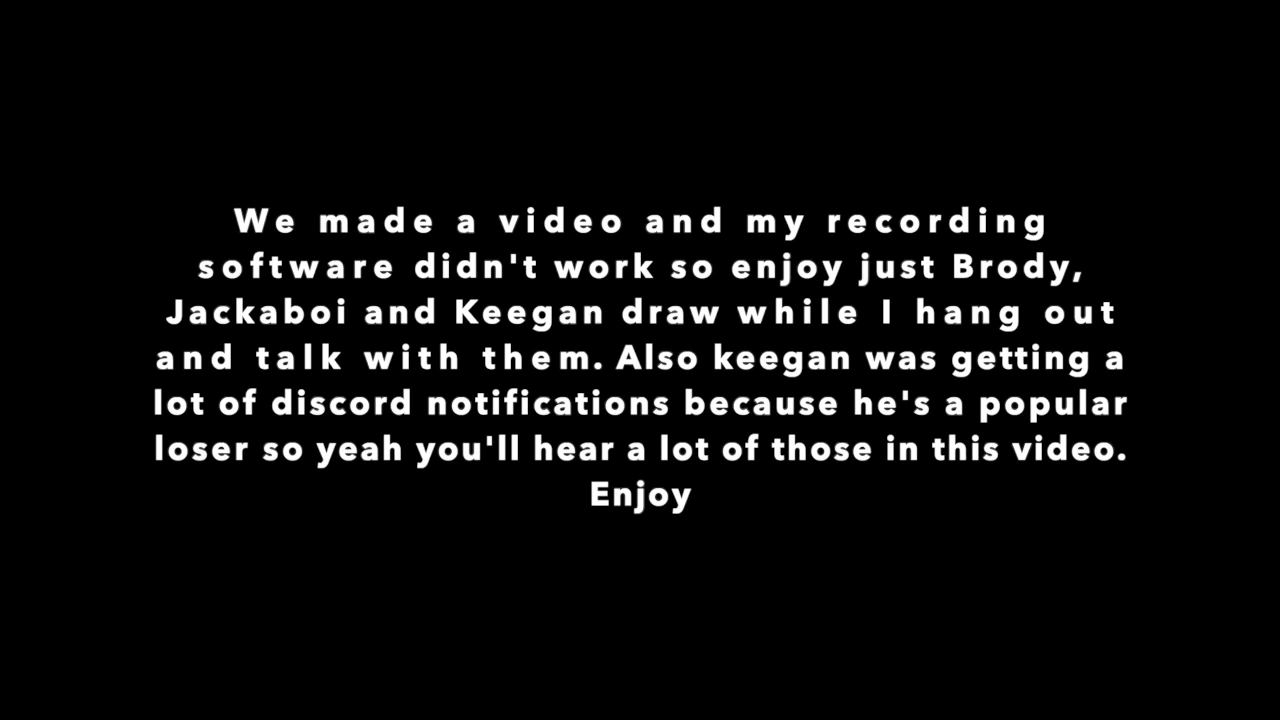 We made a video and my recording
software didn't work so enjoy just Brody,
Jackaboi and Keegan draw while I hang out
and talk with them. Also keegan was getting a
lot of discord notifications because he's a popular
loser so yeah you'll hear a lot of those in this video.
Enjoy